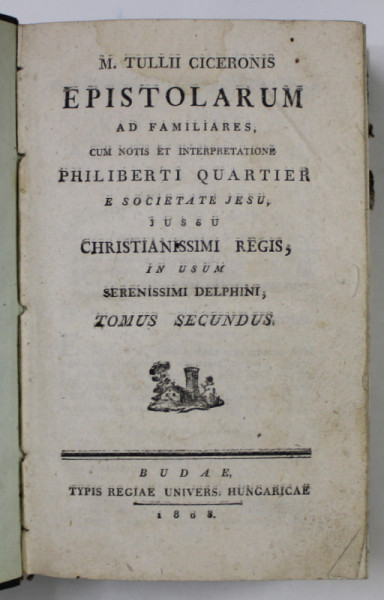 M. TULLII CICERONIS
EPISTOLARUM
AD FAMILIARES,
CUM NOTIS ET INTERPRETATIONE
PHILIBERTI QUARTIER
E SOCIETATE JESU,
JUSSU
CHRISTIANISSIMI REGIS,
IN USUM
SERENISSIMI DELPHINI,
TOMUS SECUNDUS.
BUDAE,
TYPIS REGIAE UNIVERS. HUNGARICAE